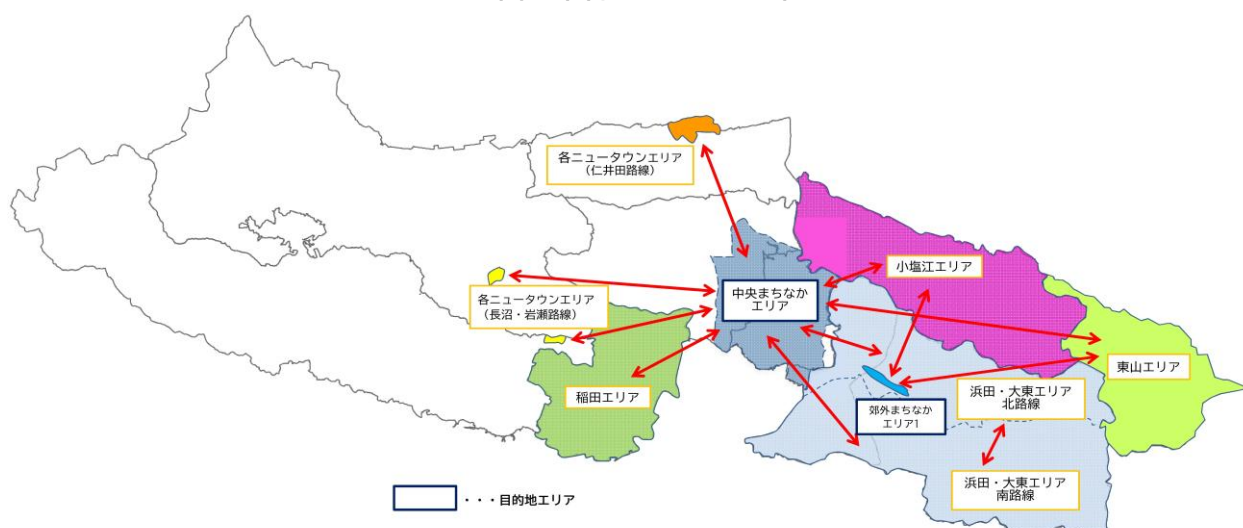 各ニュータウンエリア
（仁井田路線）
小塩江エリア
中央まちなか
エリア
各ニュータウンエリア
（長沼・岩瀬路線）
東山エリア
稲田エリア
浜田・大東エリア
北路線
郊外まちなか
エリア1
浜田・大東エリア
南路線
・・・目的地エリア